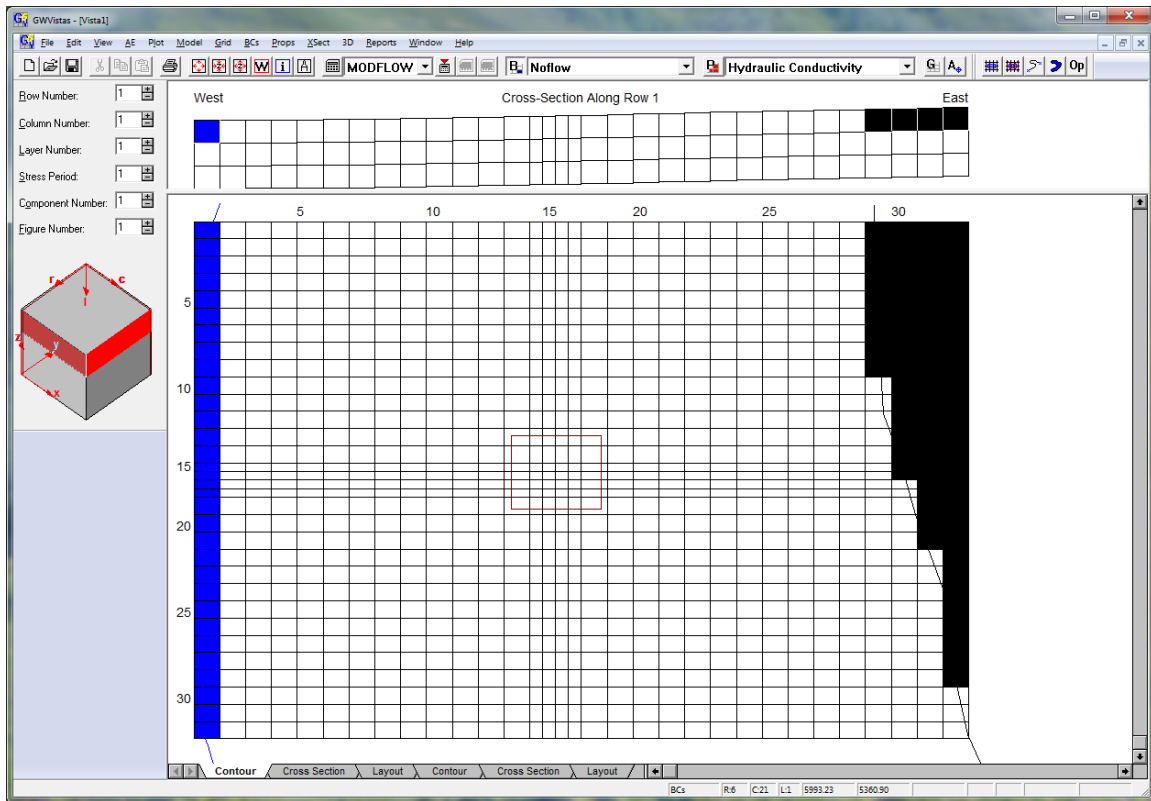 GWVistas - [Vista1]
File Edit View AE Plot Model Grid BCs Props XSect 3D Reports Window Help
W i A MODFLOW B Noflow Hydraulic Conductivity G A Op
Row Number: 1
Column Number: 1
Layer Number: 1
Stress Period: 1
Component Number: 1
Figure Number: 1
West Cross-Section Along Row 1 East
5 10 15 20 25 30
5
10
15
20
25
30
r c
l
z y
x
Contour Cross Section Layout Contour Cross Section Layout
BCs R:6 C:21 L:1 5993.23 5360.90